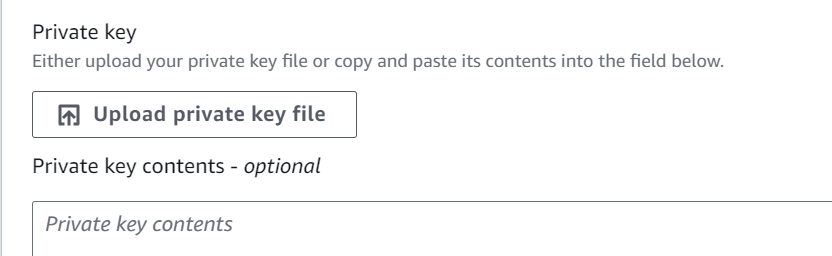 Private key
Either upload your private key file or copy and paste its contents into the field below.
Upload private key file
Private key contents - optional
Private key contents